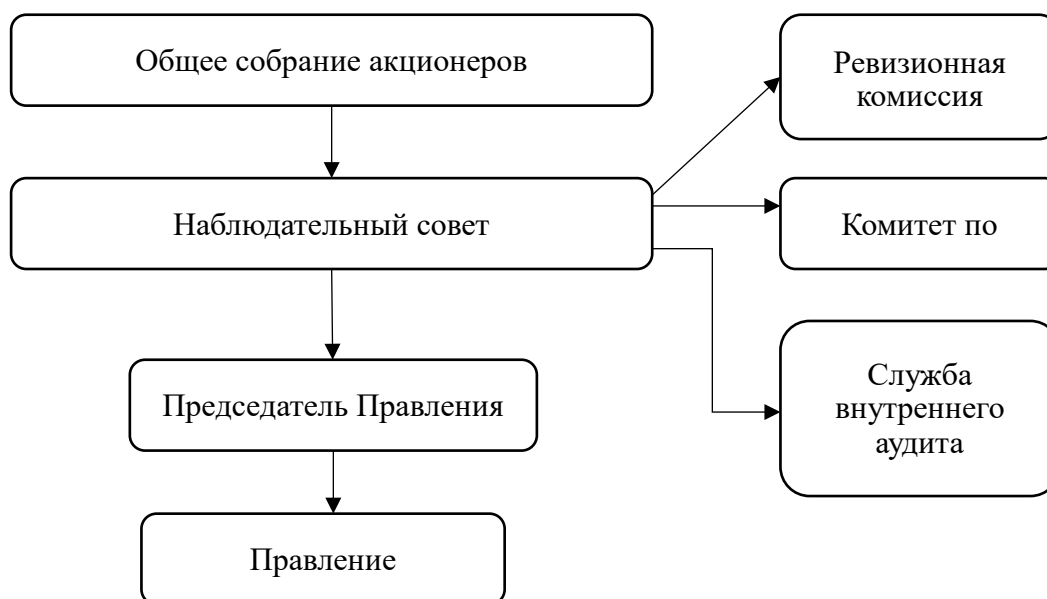 Общее собрание акционеров
Ревизионная
комиссия
Наблюдательный совет
Комитет по
Служба
внутреннего
аудита
Председатель Правления
Правление